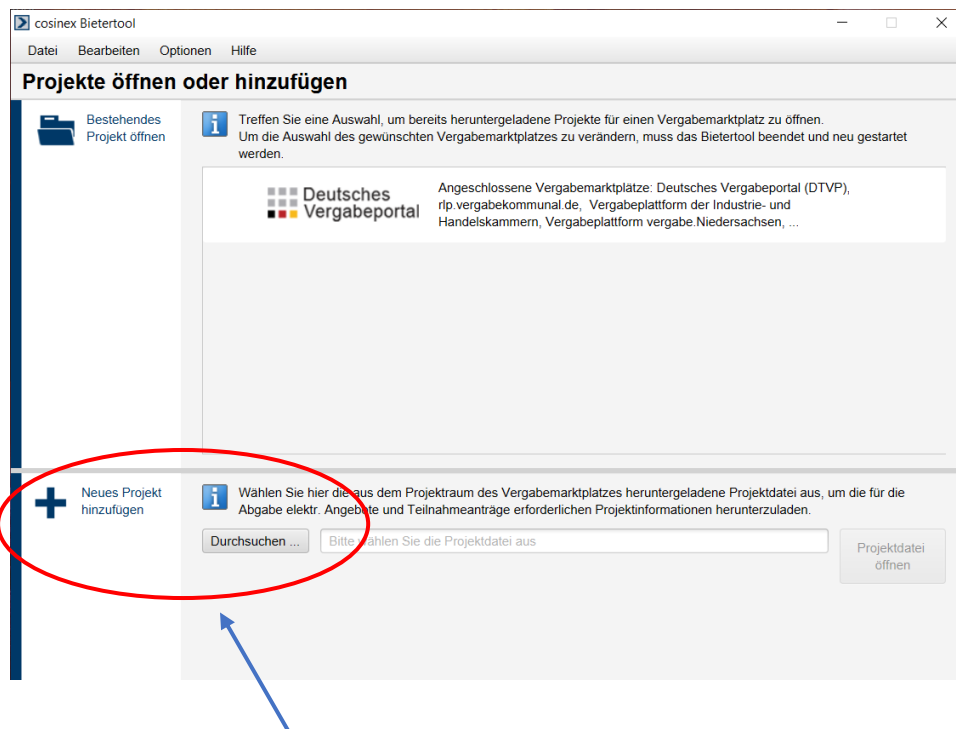 cosinex Bietertool
Datei Bearbeiten Optionen Hilfe
Projekte öffnen oder hinzufügen
Bestehendes
Projekt öffnen
Treffen Sie eine Auswahl, um bereits heruntergeladene Projekte für einen Vergabemarktplatz zu öffnen.
Um die Auswahl des gewünschten Vergabemarktplatzes zu verändern, muss das Bietertool beendet und neu gestartet
werden.
Deutsches
Vergabeportal
Angeschlossene Vergabemarktplätze: Deutsches Vergabeportal (DTVP),
rlp.vergabekommunal.de, Vergabeplattform der Industrie- und
Handelskammern, Vergabeplattform vergabe.Niedersachsen, ...
Neues Projekt
hinzufügen
Wählen Sie hier die aus dem Projektraum des Vergabemarktplatzes heruntergeladene Projektdatei aus, um die für die
Abgabe elektr. Angebote und Teilnahmeanträge erforderlichen Projektinformationen herunterzuladen.
Durchsuchen ...
Bitte wählen Sie die Projektdatei aus
Projektdatei
öffnen